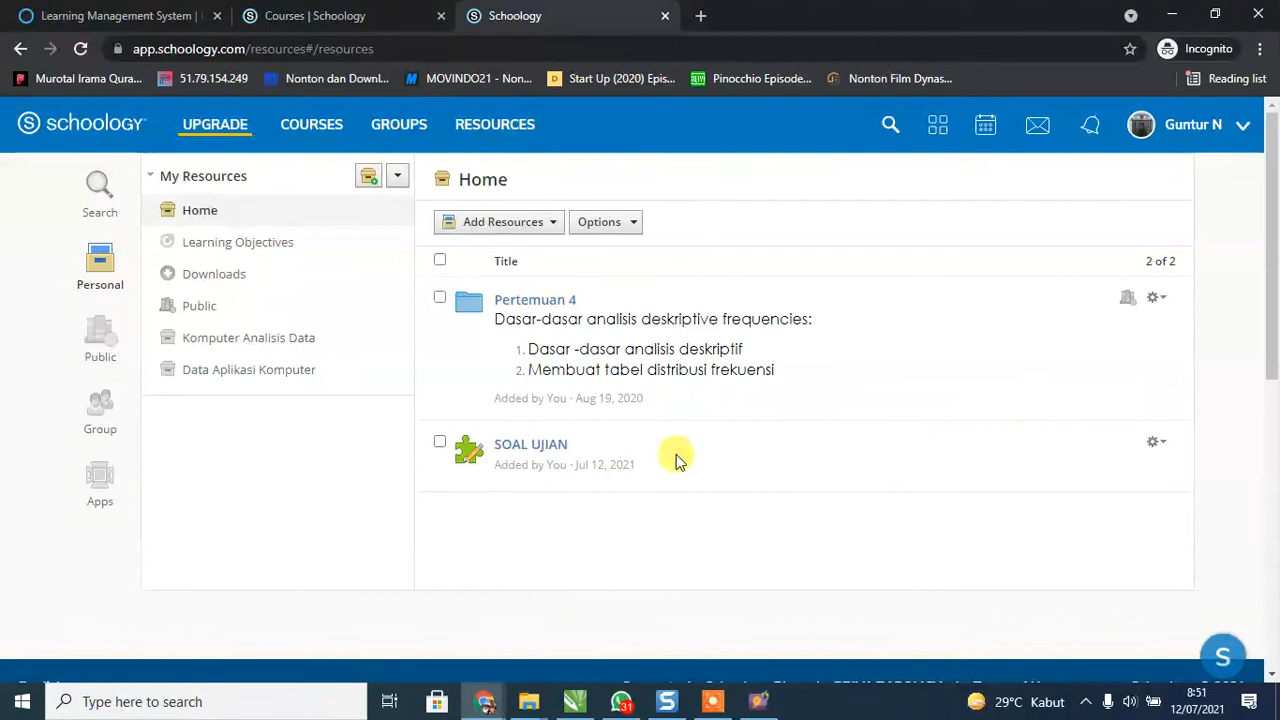 Learning Management System |
Courses | Schoology
Schoology
app.schoology.com/resources#/resources
Incognito
Murotal Irama Qura...
51.79.154.249
Nonton dan Downl...
MOVINDO21 - Non...
Start Up (2020) Epis...
Pinocchio Episode...
Nonton Film Dynas...
Reading list
S schoology
UPGRADE
COURSES
GROUPS
RESOURCES
Guntur N
Search
Personal
Public
Group
Apps
My Resources
Home
Learning Objectives
Downloads
Public
Komputer Analisis Data
Data Aplikasi Komputer
Home
Add Resources
Options
Title
2 of 2
Pertemuan 4
Dasar-dasar analisis deskriptive frequencies:
1. Dasar -dasar analisis deskriptif
2. Membuat tabel distribusi frekuensi
Added by You · Aug 19, 2020
SOAL UJIAN
Added by You · Jul 12, 2021
S
Type here to search
31
29°C Kabut
8:51
12/07/2021